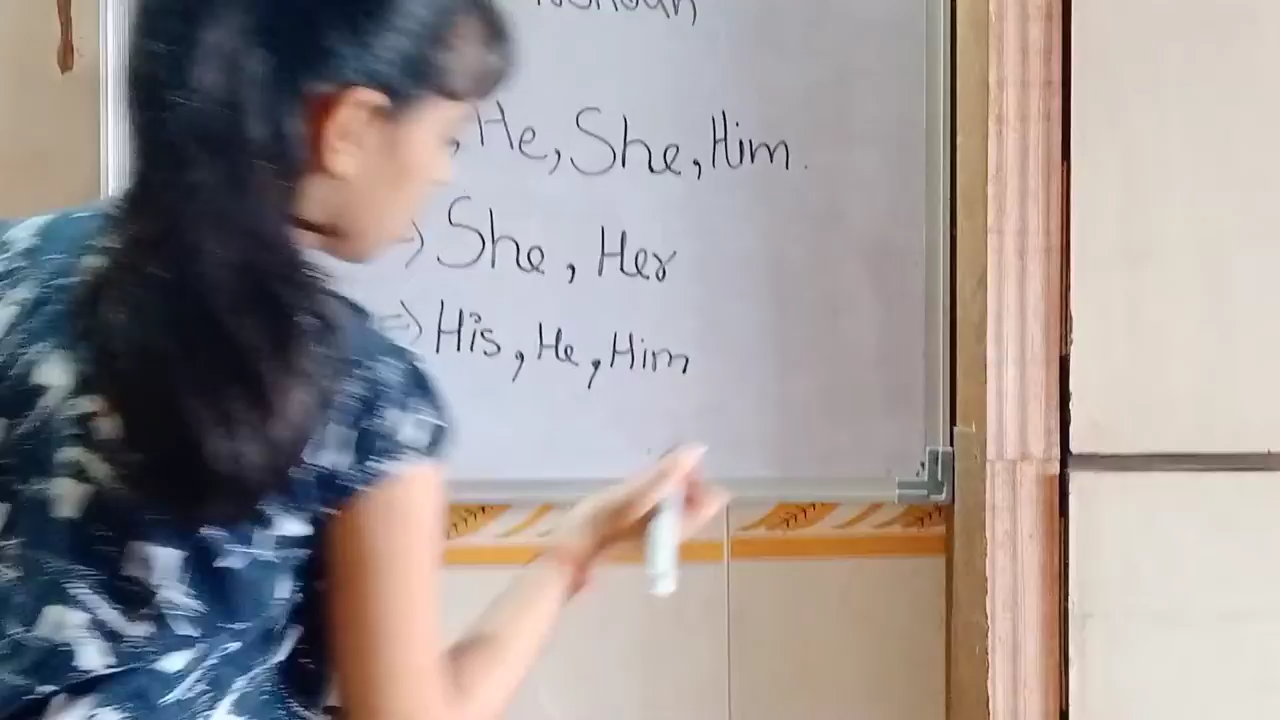 , He, She, Him.
⇒ She, Her
⇒ His, He, Him